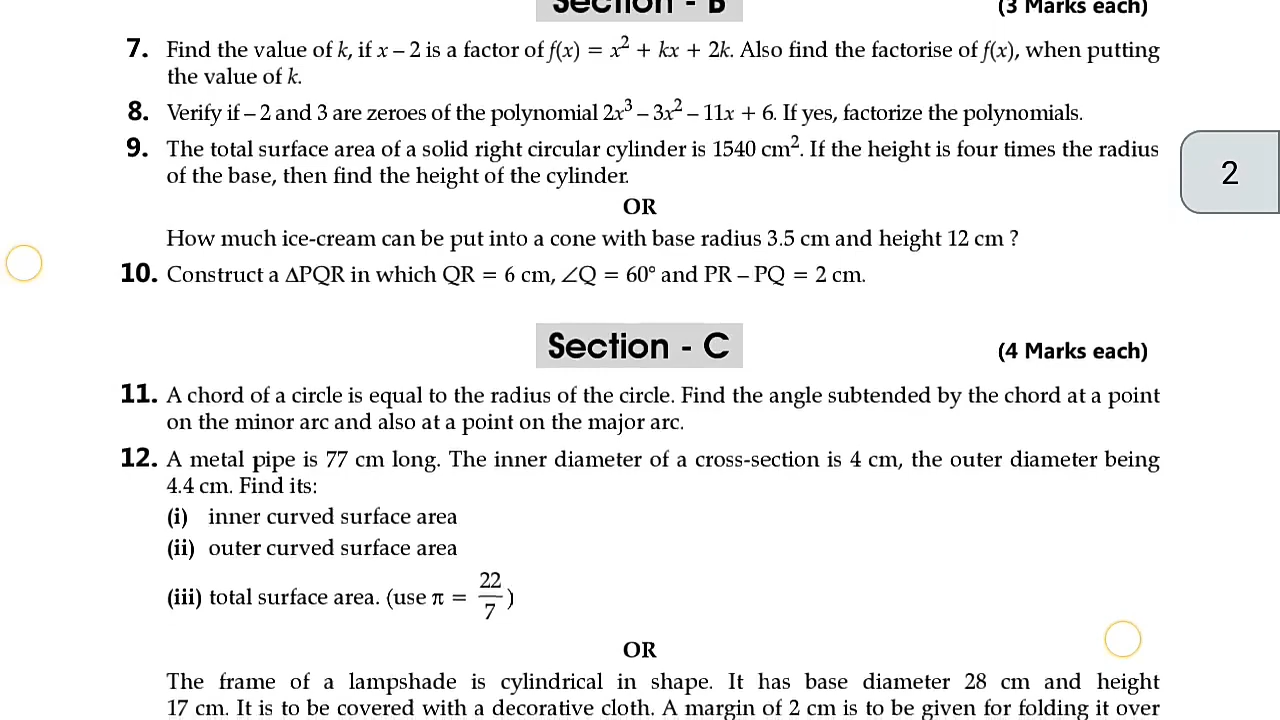 Section - B (3 Marks each)
7. Find the value of k, if x – 2 is a factor of f(x) = x² + kx + 2k. Also find the factorise of f(x), when putting
the value of k.
8. Verify if – 2 and 3 are zeroes of the polynomial 2x³ – 3x² – 11x + 6. If yes, factorize the polynomials.
9. The total surface area of a solid right circular cylinder is 1540 cm². If the height is four times the radius
of the base, then find the height of the cylinder.
2
OR
How much ice-cream can be put into a cone with base radius 3.5 cm and height 12 cm ?
10. Construct a ΔPQR in which QR = 6 cm, ∠Q = 60° and PR – PQ = 2 cm.
Section - C (4 Marks each)
11. A chord of a circle is equal to the radius of the circle. Find the angle subtended by the chord at a point
on the minor arc and also at a point on the major arc.
12. A metal pipe is 77 cm long. The inner diameter of a cross-section is 4 cm, the outer diameter being
4.4 cm. Find its:
(i) inner curved surface area
(ii) outer curved surface area
(iii) total surface area. (use π = 22/7)
OR
The frame of a lampshade is cylindrical in shape. It has base diameter 28 cm and height
17 cm. It is to be covered with a decorative cloth. A margin of 2 cm is to be given for folding it over